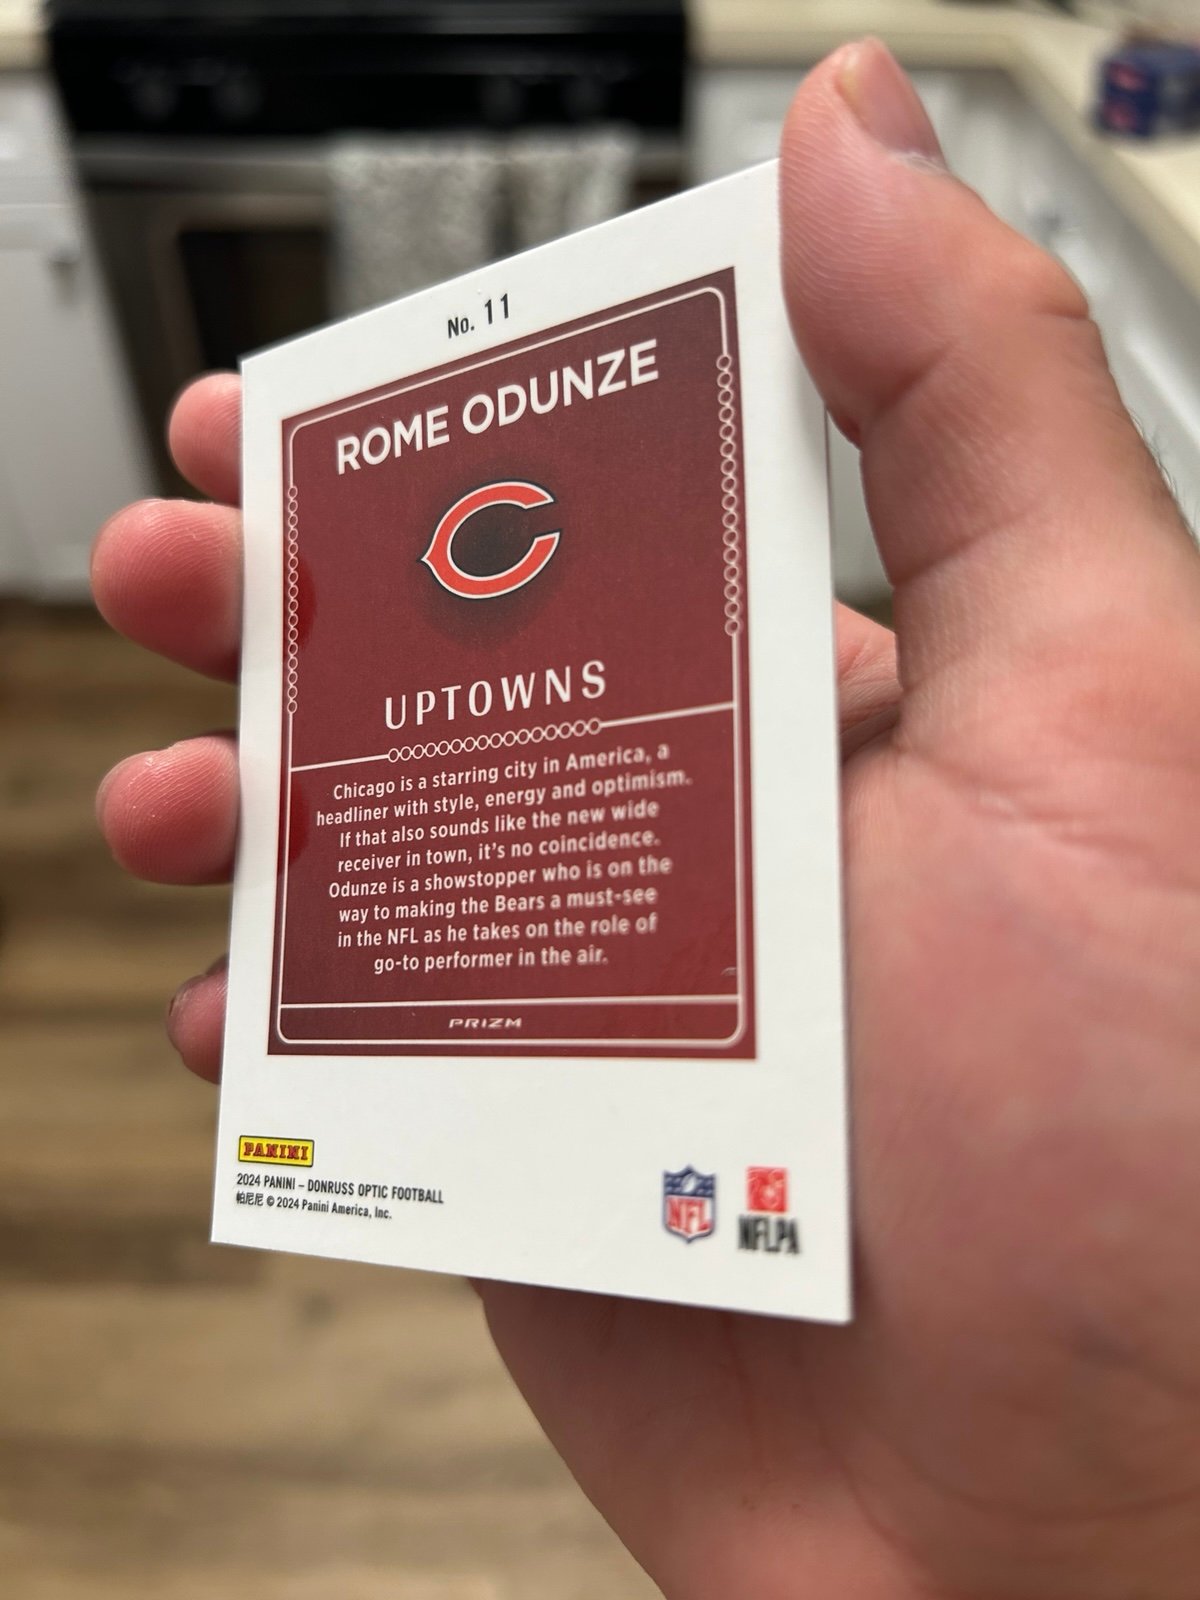 No. 11
ROME ODUNZE
UPTOWNS
Chicago is a starring city in America, a
headliner with style, energy and optimism.
If that also sounds like the new wide
receiver in town, it's no coincidence.
Odunze is a showstopper who is on the
way to making the Bears a must-see
in the NFL as he takes on the role of
go-to performer in the air.
PRIZM
PANINI
2024 PANINI – DONRUSS OPTIC FOOTBALL
帕尼尼 © 2024 Panini America, Inc.
NFL
NFLPA